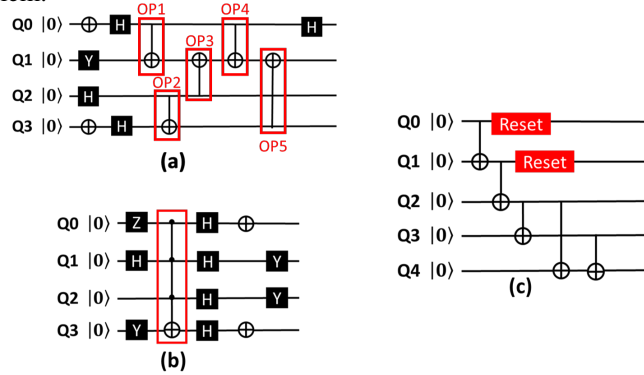 OP1 OP4
Q0 |0⟩ H H
OP3
Q1 |0⟩ Y
OP2
Q2 |0⟩ H
Q3 |0⟩ H
OP5
(a)
Q0 |0⟩ Reset
Q1 |0⟩ Reset
Q2 |0⟩
Q3 |0⟩
Q4 |0⟩
(c)
Q0 |0⟩ Z H
Q1 |0⟩ H H Y
Q2 |0⟩ H Y
Q3 |0⟩ Y H
(b)